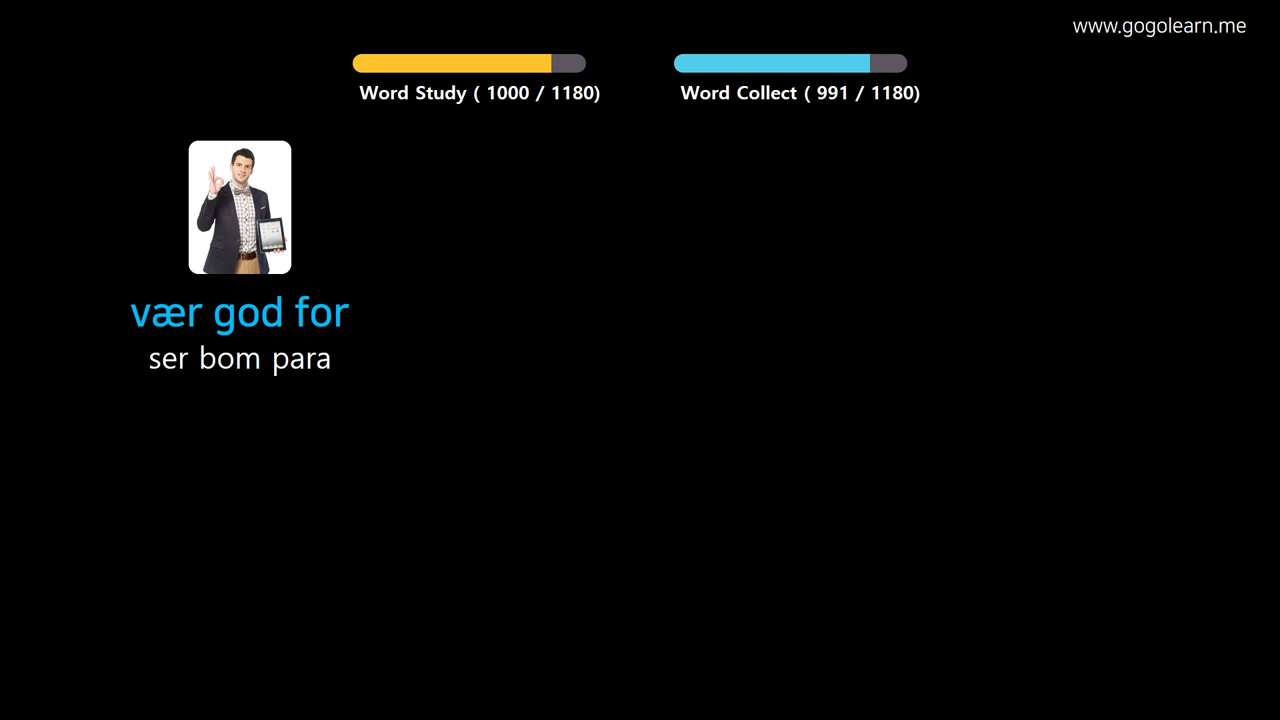 www.gogolearn.me
Word Study ( 1000 / 1180)
Word Collect ( 991 / 1180)
vær god for
ser bom para